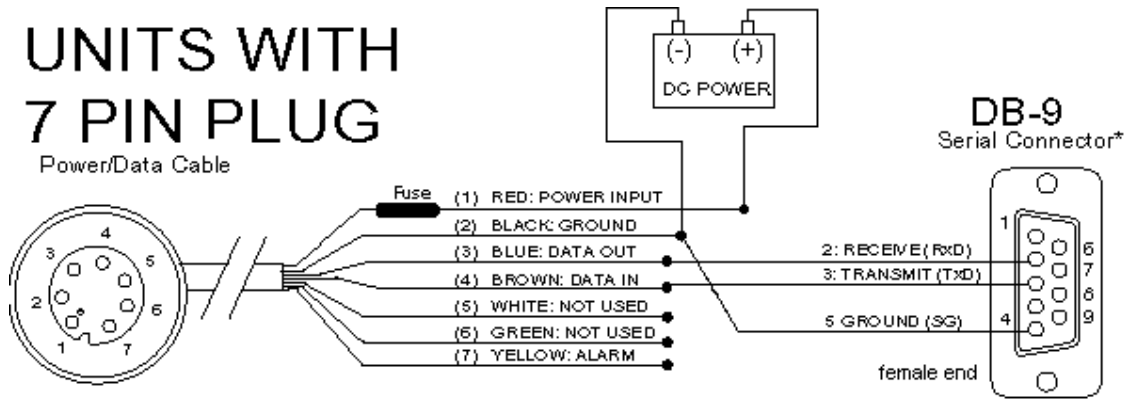 UNITS WITH
7 PIN PLUG
Power/Data Cable
(-) (+)
DC POWER
DB-9
Serial Connector*
Fuse
(1) RED: POWER INPUT
(2) BLACK: GROUND
(3) BLUE: DATA OUT
(4) BROWN: DATA IN
(5) WHITE: NOT USED
(6) GREEN: NOT USED
(7) YELLOW: ALARM
2: RECEIVE (RxD)
3: TRANSMIT (TxD)
5 GROUND (SG)
4
3
5
2
6
1
7
1
6
7
8
4
9
female end